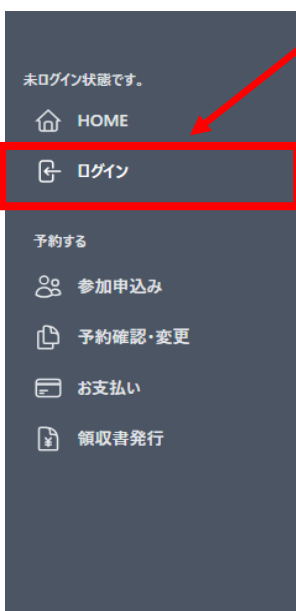 未ログイン状態です。
HOME
ログイン
予約する
参加申込み
予約確認・変更
お支払い
領収書発行